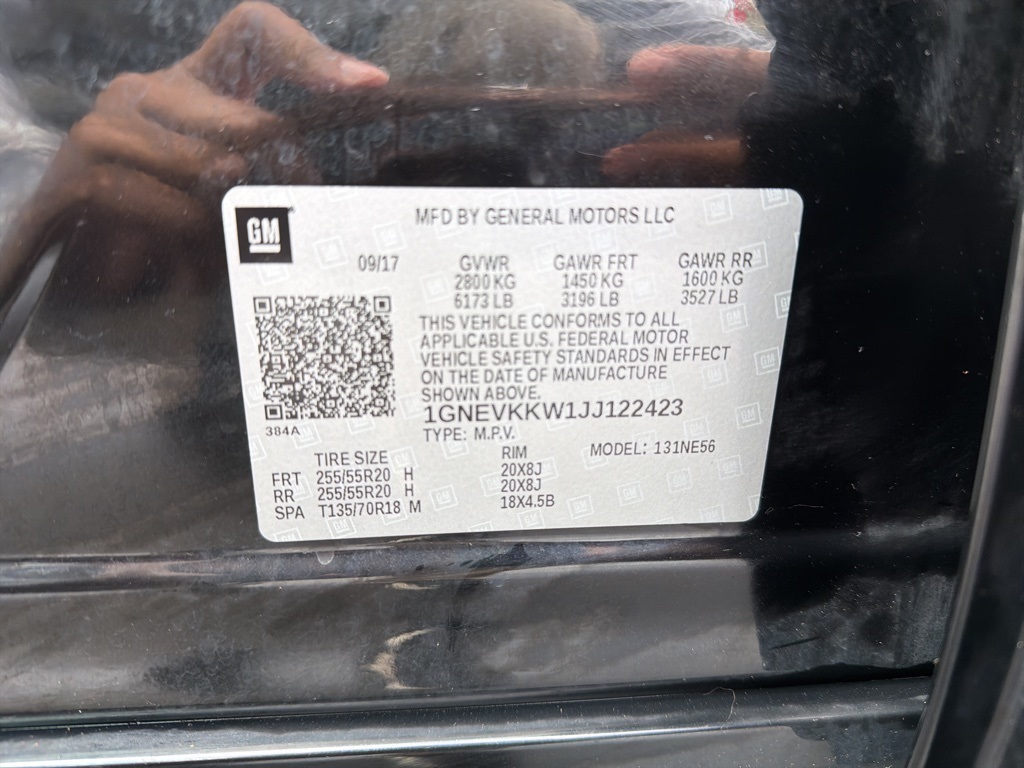 GM
MFD BY GENERAL MOTORS LLC
09/17 GVWR GAWR FRT GAWR RR
2800 KG 1450 KG 1600 KG
6173 LB 3196 LB 3527 LB
THIS VEHICLE CONFORMS TO ALL
APPLICABLE U.S. FEDERAL MOTOR
VEHICLE SAFETY STANDARDS IN EFFECT
ON THE DATE OF MANUFACTURE
SHOWN ABOVE.
1GNEVKKW1JJ122423
384A
TYPE: M.P.V. MODEL: 131NE56
TIRE SIZE RIM
FRT 255/55R20 H 20X8J
RR 255/55R20 H 20X8J
SPA T135/70R18 M 18X4.5B